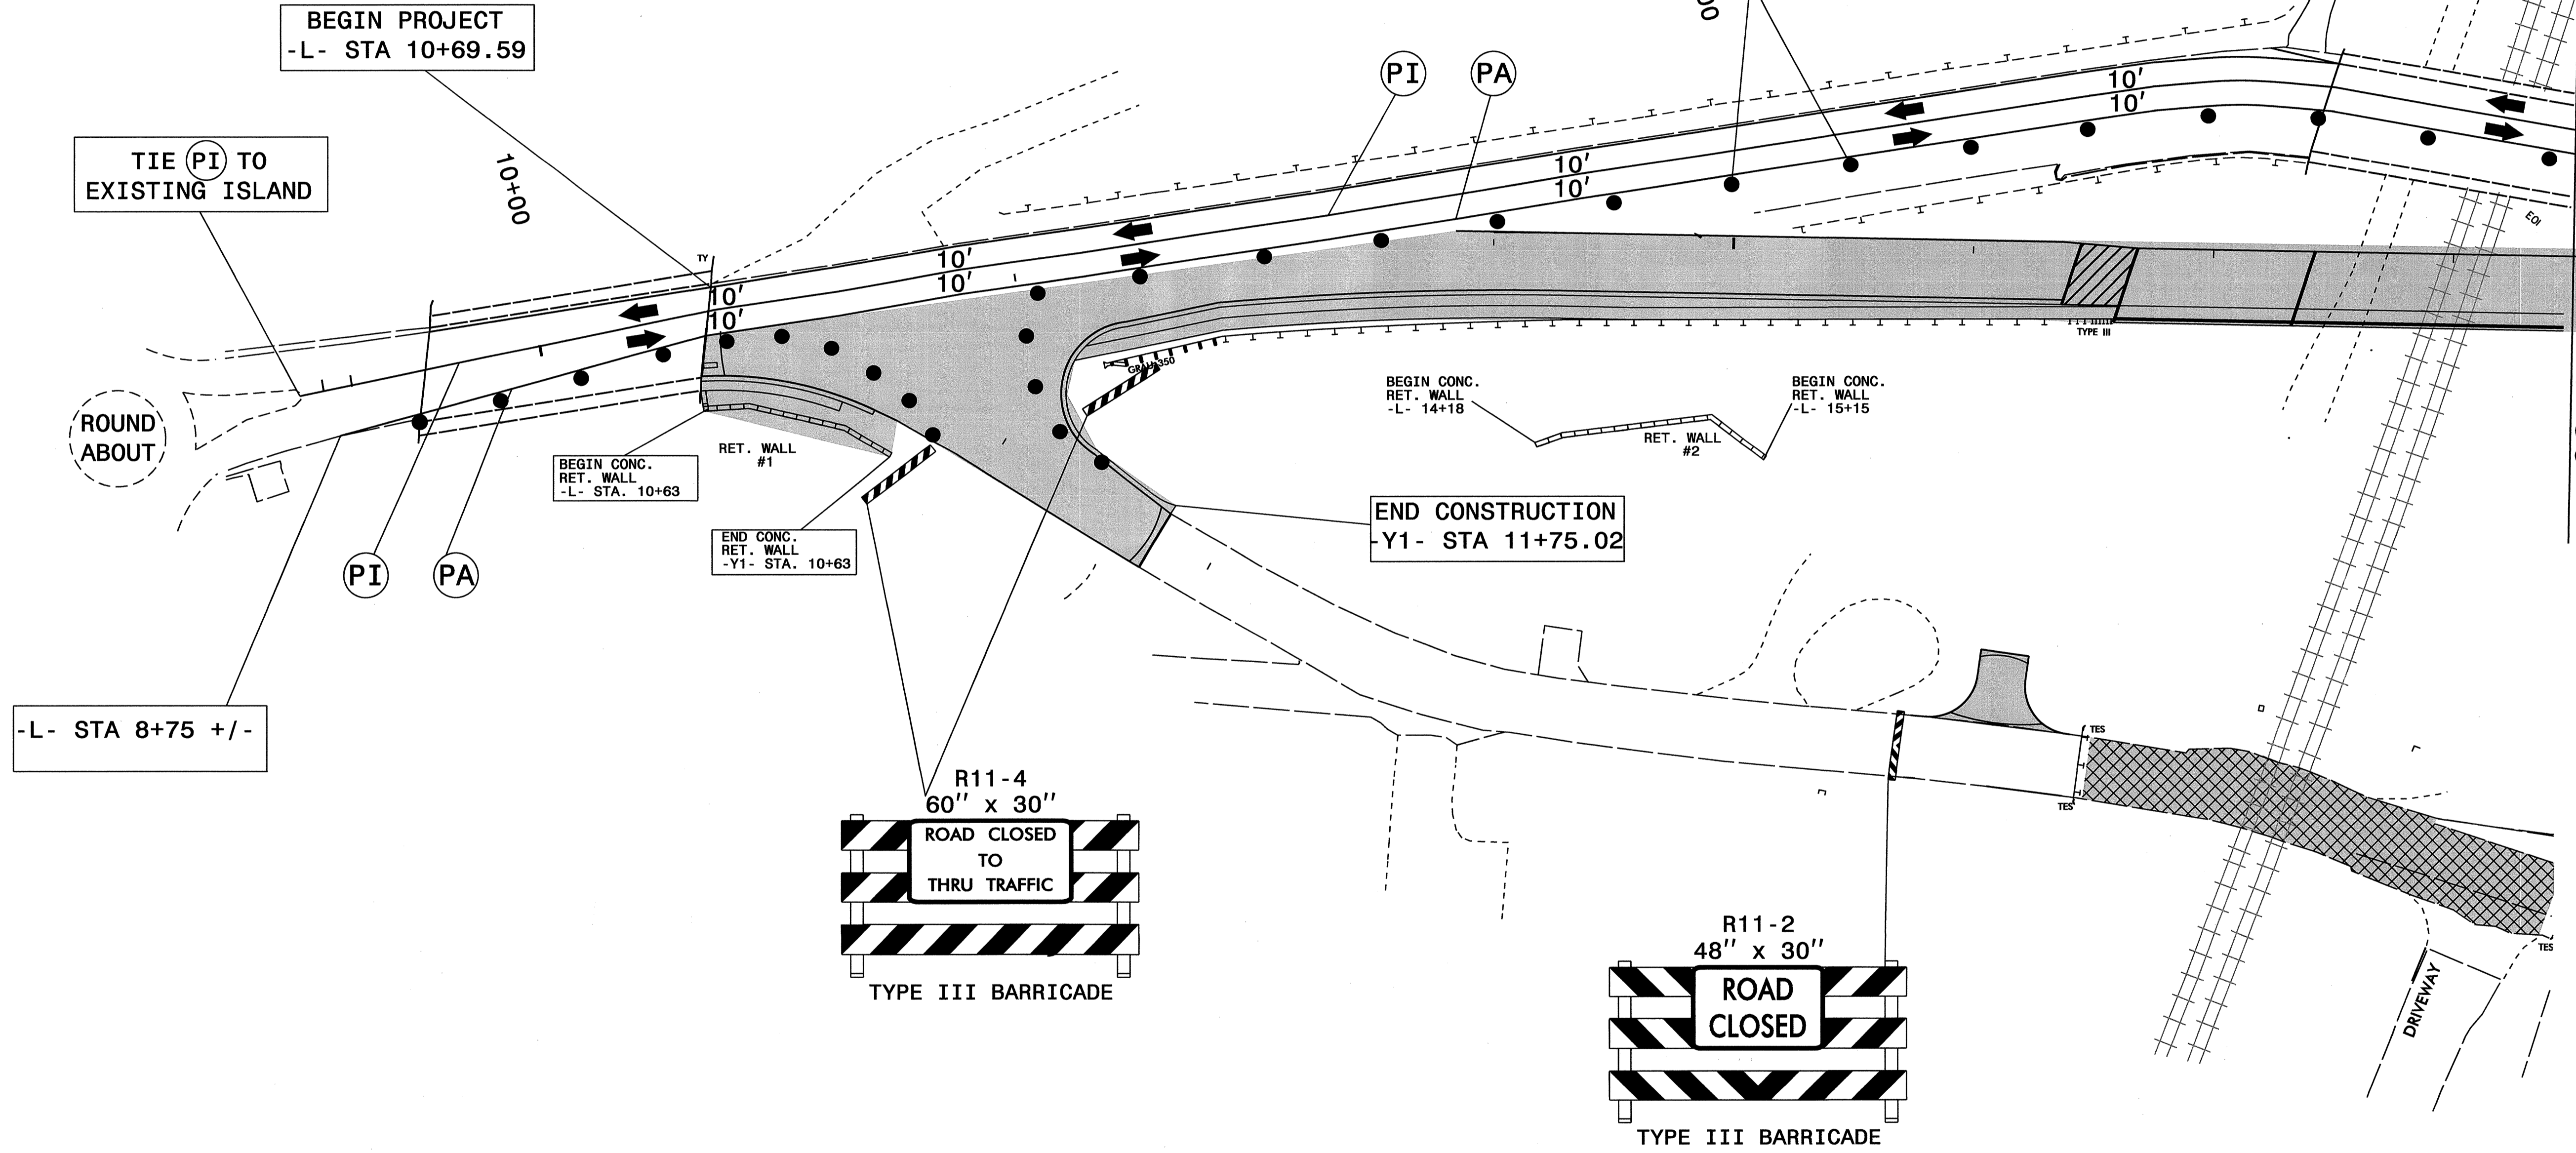 BEGIN PROJECT
-L- STA 10+69.59
00
PI
PA
10'
10'
TIE PI TO
EXISTING ISLAND
10+00
10'
10'
EOI
TY
10'
10'
10'
10'
TYPE III
GRAU 350
ROUND
ABOUT
BEGIN CONC.
RET. WALL
-L- 14+18
BEGIN CONC.
RET. WALL
-L- 15+15
RET. WALL
#2
RET. WALL
#1
BEGIN CONC.
RET. WALL
-L- STA. 10+63
END CONC.
RET. WALL
-Y1- STA. 10+63
END CONSTRUCTION
-Y1- STA 11+75.02
PI
PA
-L- STA 8+75 +/-
TES
TES
TES
R11-4
60" x 30"
ROAD CLOSED
TO
THRU TRAFFIC
TYPE III BARRICADE
R11-2
48" x 30"
ROAD
CLOSED
TYPE III BARRICADE
DRIVEWAY